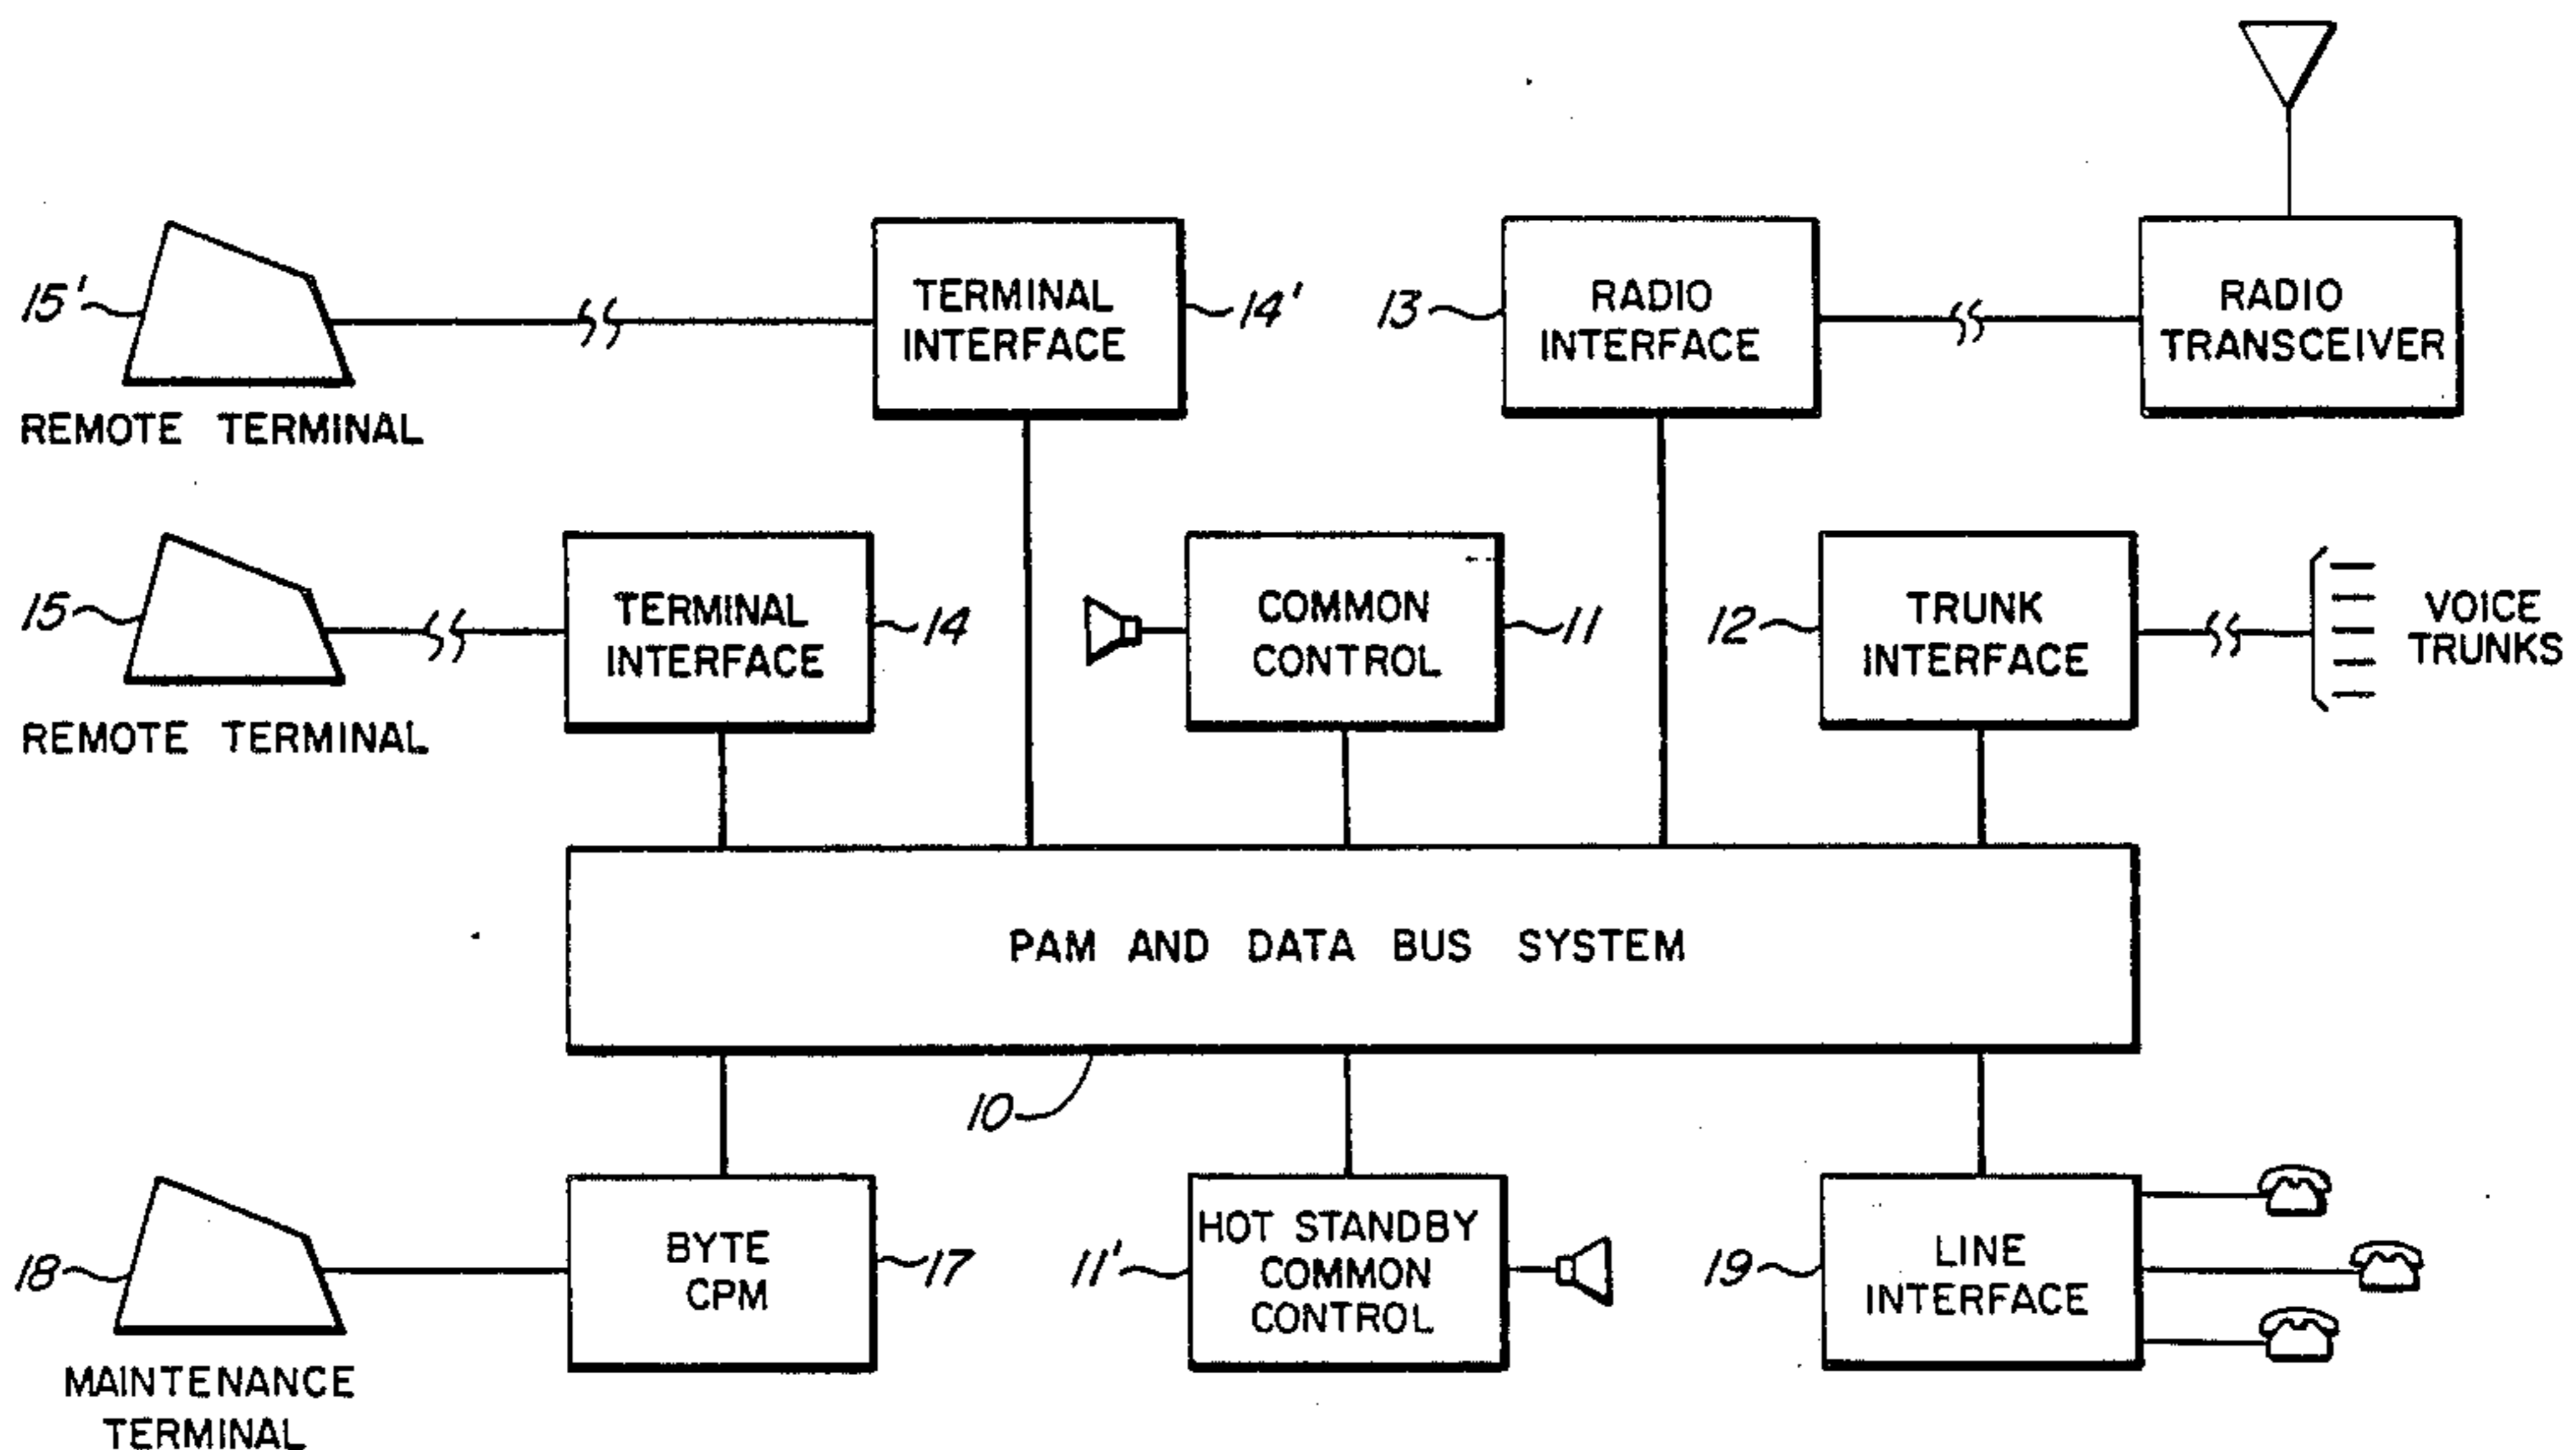 15'
REMOTE TERMINAL
TERMINAL
INTERFACE
14'
13
RADIO
INTERFACE
RADIO
TRANSCEIVER
15
REMOTE TERMINAL
TERMINAL
INTERFACE
14
COMMON
CONTROL
11
12
TRUNK
INTERFACE
VOICE
TRUNKS
PAM AND DATA BUS SYSTEM
10
18
MAINTENANCE
TERMINAL
BYTE
CPM
17
11'
HOT STANDBY
COMMON
CONTROL
19
LINE
INTERFACE